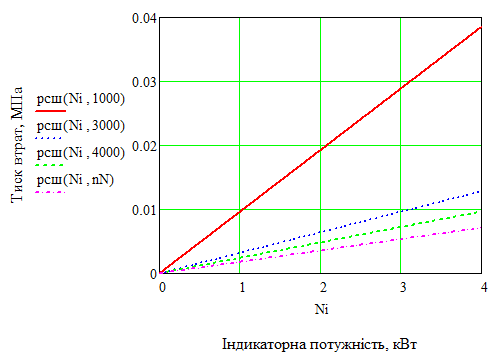 0.04
0.03
0.02
0.01
0
Тиск втрат, МПа
рсш(Ni , 1000)
рсш(Ni , 3000)
рсш(Ni , 4000)
рсш(Ni , nN)
0 1 2 3 4
Ni
Індикаторна потужність, кВт